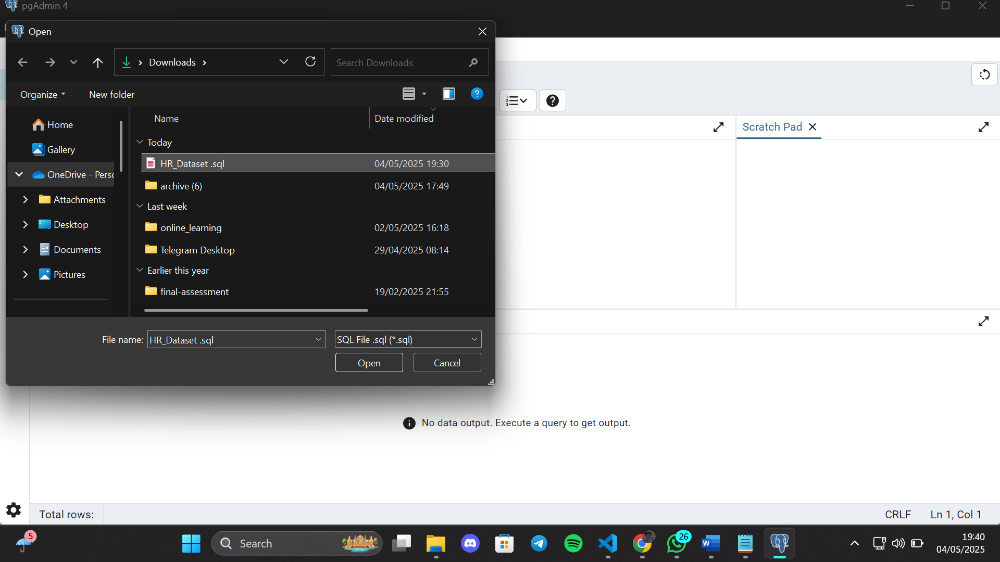 pgAdmin 4
Open
Downloads
Search Downloads
Organize
New folder
Home
Gallery
OneDrive - Perso
Attachments
Desktop
Documents
Pictures
Name
Date modified
Today
HR_Dataset .sql 04/05/2025 19:30
archive (6) 04/05/2025 17:49
Last week
online_learning 02/05/2025 16:18
Telegram Desktop 29/04/2025 08:14
Earlier this year
final-assessment 19/02/2025 21:55
File name: HR_Dataset .sql
SQL File .sql (*.sql)
Open
Cancel
Scratch Pad
No data output. Execute a query to get output.
Total rows:
CRLF
Ln 1, Col 1
5
Search
26
19:40
04/05/2025